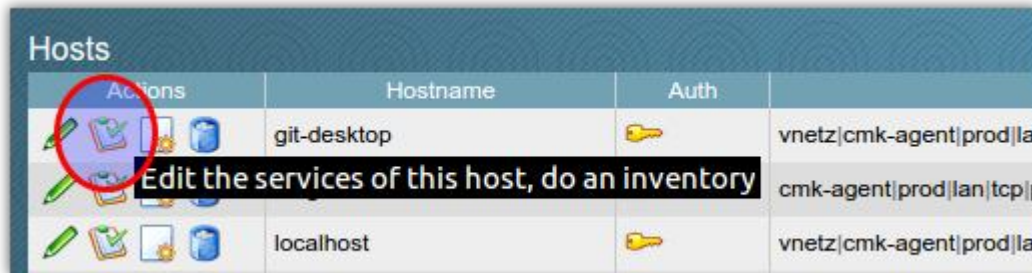 Hosts
Actions Hostname Auth
git-desktop vnetz|cmk-agent|prod|la
Edit the services of this host, do an inventory
cmk-agent|prod|lan|tcp|
localhost vnetz|cmk-agent|prod|la